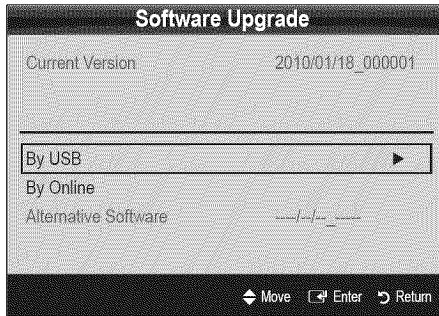 Software Upgrade
Current Version 2010/01/18_000001
By USB ▶
By Online
Alternative Software ----/--/--_-----
Move Enter Return